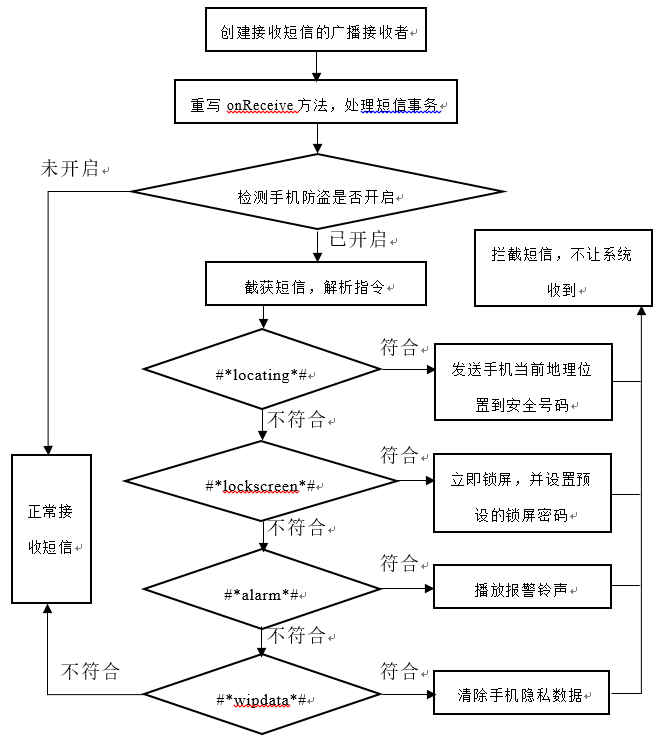 创建接收短信的广播接收者
重写 onReceive 方法，处理短信事务
未开启
检测手机防盗是否开启
已开启
拦截短信，不让系统
收到
截获短信，解析指令
#*locating*#
符合
发送手机当前地理位
置到安全号码
不符合
#*lockscreen*#
符合
立即锁屏，并设置预
设的锁屏密码
正常接
收短信
不符合
#*alarm*#
符合
播放报警铃声
不符合
不符合
#*wipdata*#
符合
清除手机隐私数据